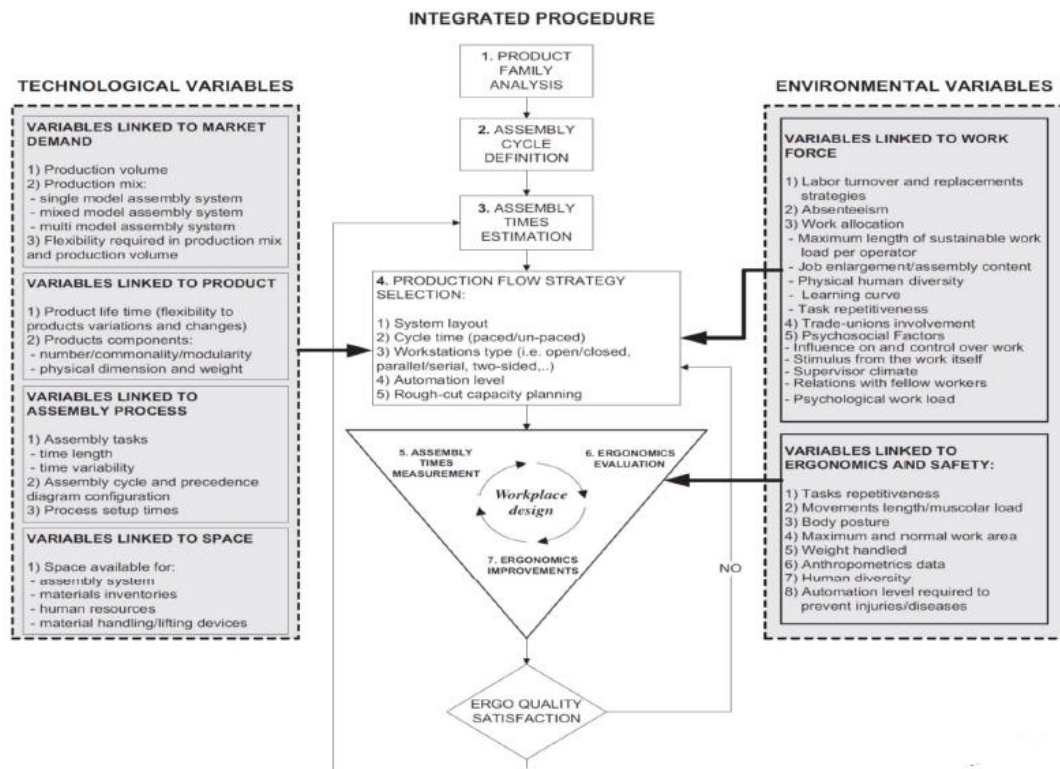 INTEGRATED PROCEDURE
1. PRODUCT
FAMILY
ANALYSIS
2. ASSEMBLY
CYCLE
DEFINITION
3. ASSEMBLY
TIMES
ESTIMATION
4. PRODUCTION FLOW STRATEGY
SELECTION:
1) System layout
2) Cycle time (paced/un-paced)
3) Workstations type (i.e. open/closed,
parallel/serial, two-sided,..)
4) Automation level
5) Rough-cut capacity planning
5. ASSEMBLY
TIMES
MEASUREMENT
6. ERGONOMICS
EVALUATION
Workplace
design
7. ERGONOMICS
IMPROVEMENTS
NO
ERGO QUALITY
SATISFACTION
TECHNOLOGICAL VARIABLES
VARIABLES LINKED TO MARKET
DEMAND
1) Production volume
2) Production mix:
- single model assembly system
- mixed model assembly system
- multi model assembly system
3) Flexibility required in production mix
and production volume
VARIABLES LINKED TO PRODUCT
1) Product life time (flexibility to
products variations and changes)
2) Products components:
- number/commonality/modularity
- physical dimension and weight
VARIABLES LINKED TO
ASSEMBLY PROCESS
1) Assembly tasks
- time length
- time variability
2) Assembly cycle and precedence
diagram configuration
3) Process setup times
VARIABLES LINKED TO SPACE
1) Space available for:
- assembly system
- materials inventories
- human resources
- material handling/lifting devices
ENVIRONMENTAL VARIABLES
VARIABLES LINKED TO WORK
FORCE
1) Labor turnover and replacements
strategies
2) Absenteeism
3) Work allocation
- Maximum length of sustainable work
load per operator
- Job enlargement/assembly content
- Physical human diversity
- Learning curve
- Task repetitiveness
4) Trade-unions involvement
5) Psychosocial Factors
- Influence on and control over work
- Stimulus from the work itself
- Supervisor climate
- Relations with fellow workers
- Psychological work load
VARIABLES LINKED TO
ERGONOMICS AND SAFETY:
1) Tasks repetitiveness
2) Movements length/muscolar load
3) Body posture
4) Maximum and normal work area
5) Weight handled
6) Anthropometrics data
7) Human diversity
8) Automation level required to
prevent injuries/diseases